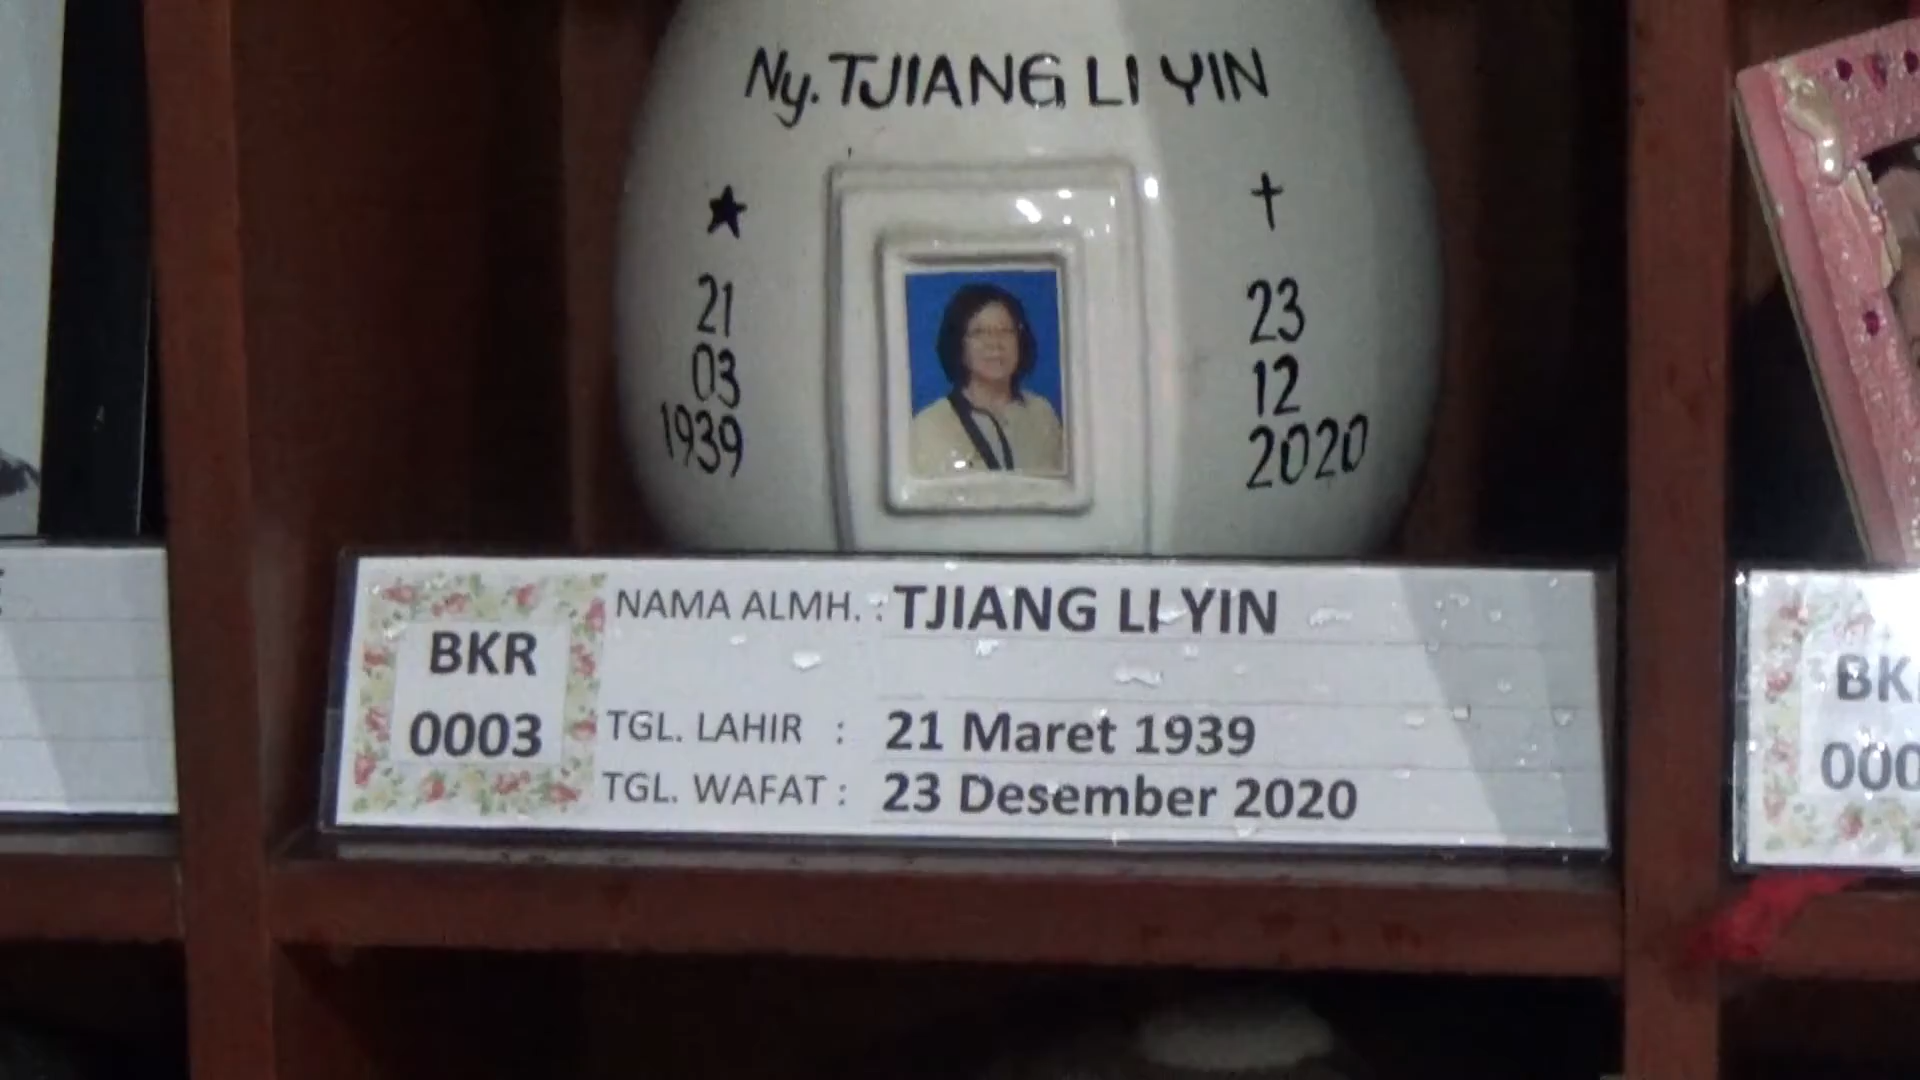 Ny. TJIANG LI YIN
21
03
1939
23
12
2020
BKR
0003
NAMA ALMH. : TJIANG LI YIN
TGL. LAHIR : 21 Maret 1939
TGL. WAFAT : 23 Desember 2020